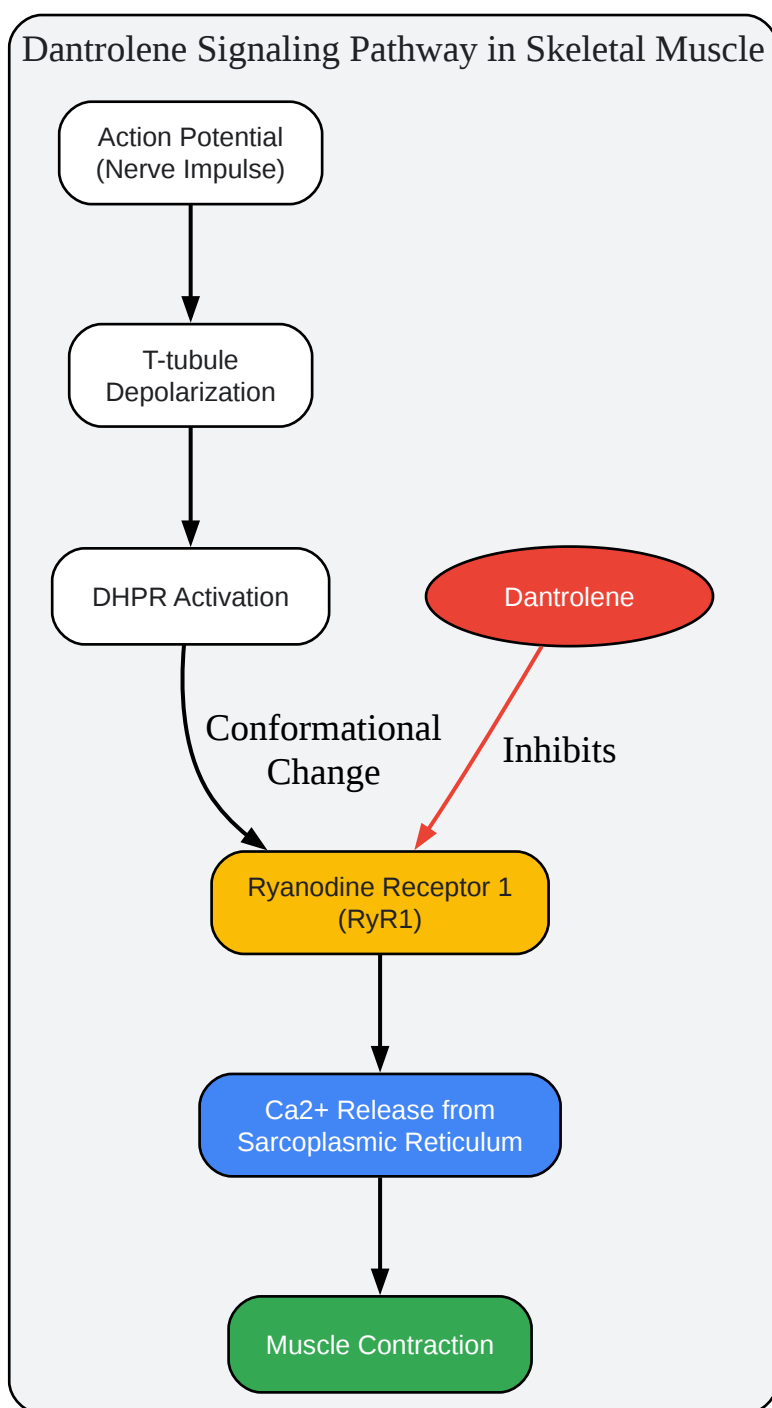 Dantrolene Signaling Pathway in Skeletal Muscle
Action Potential
(Nerve Impulse)
T-tubule
Depolarization
DHPR Activation
Dantrolene
Conformational
Change
Inhibits
Ryanodine Receptor 1
(RyR1)
Ca2+ Release from
Sarcoplasmic Reticulum
Muscle Contraction